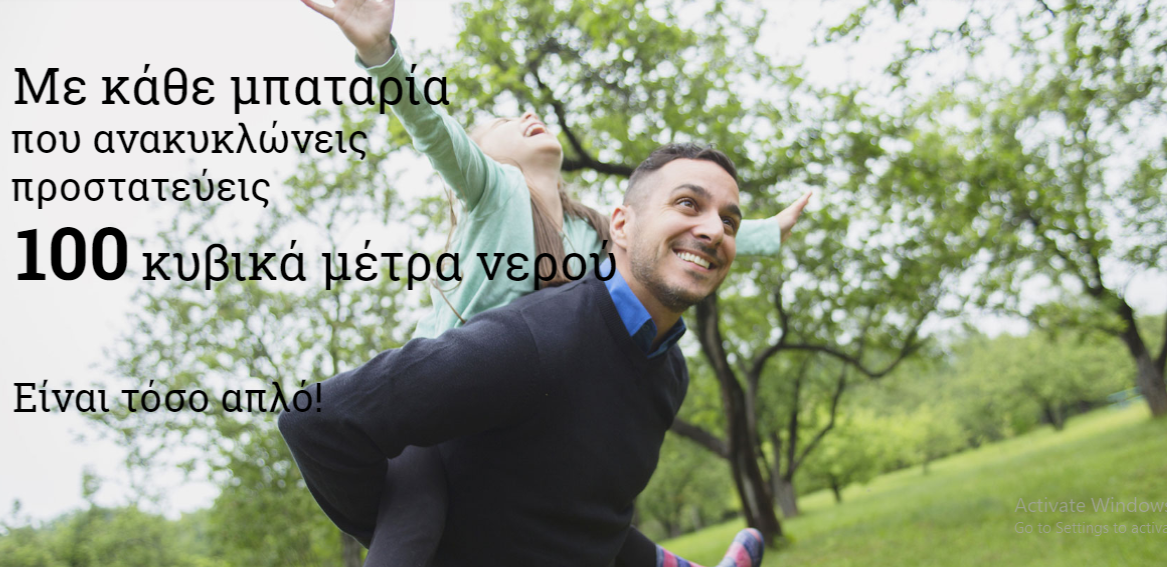 Με κάθε μπαταρία
που ανακυκλώνεις
προστατεύεις
100 κυβικά μέτρα νερού
Είναι τόσο απλό!
Activate Windows
Go to Settings to activa